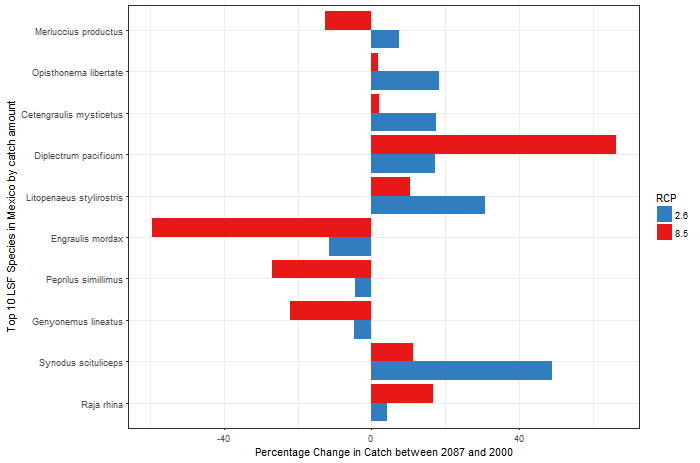 Top 10 LSF Species in Mexico by catch amount
Merluccius productus
Opisthonema libertate
Cetengraulis mysticetus
Diplectrum pacificum
Litopenaeus stylirostris
Engraulis mordax
Peprilus simillimus
Genyonemus lineatus
Synodus scituliceps
Raja rhina
-40 0 40
Percentage Change in Catch between 2087 and 2000
RCP
2.6
8.5